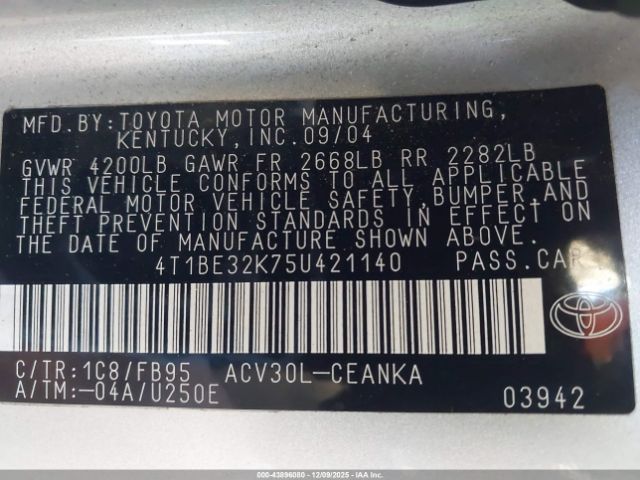 MFD.BY:TOYOTA MOTOR MANUFACTURING,
KENTUCKY,INC.09/04
GVWR 4200LB GAWR FR 2668LB RR 2282LB
THIS VEHICLE CONFORMS TO ALL APPLICABLE
FEDERAL MOTOR VEHICLE SAFETY,BUMPER,AND
THEFT PREVENTION STANDARDS IN EFFECT ON
THE DATE OF MANUFACTURE SHOWN ABOVE.
4T1BE32K75U421140 PASS.CAR
C/TR:1C8/FB95 ACV30L-CEANKA
A/TM:-04A/U250E
03942
000-43896080 - 12/09/2025 - IAA Inc.